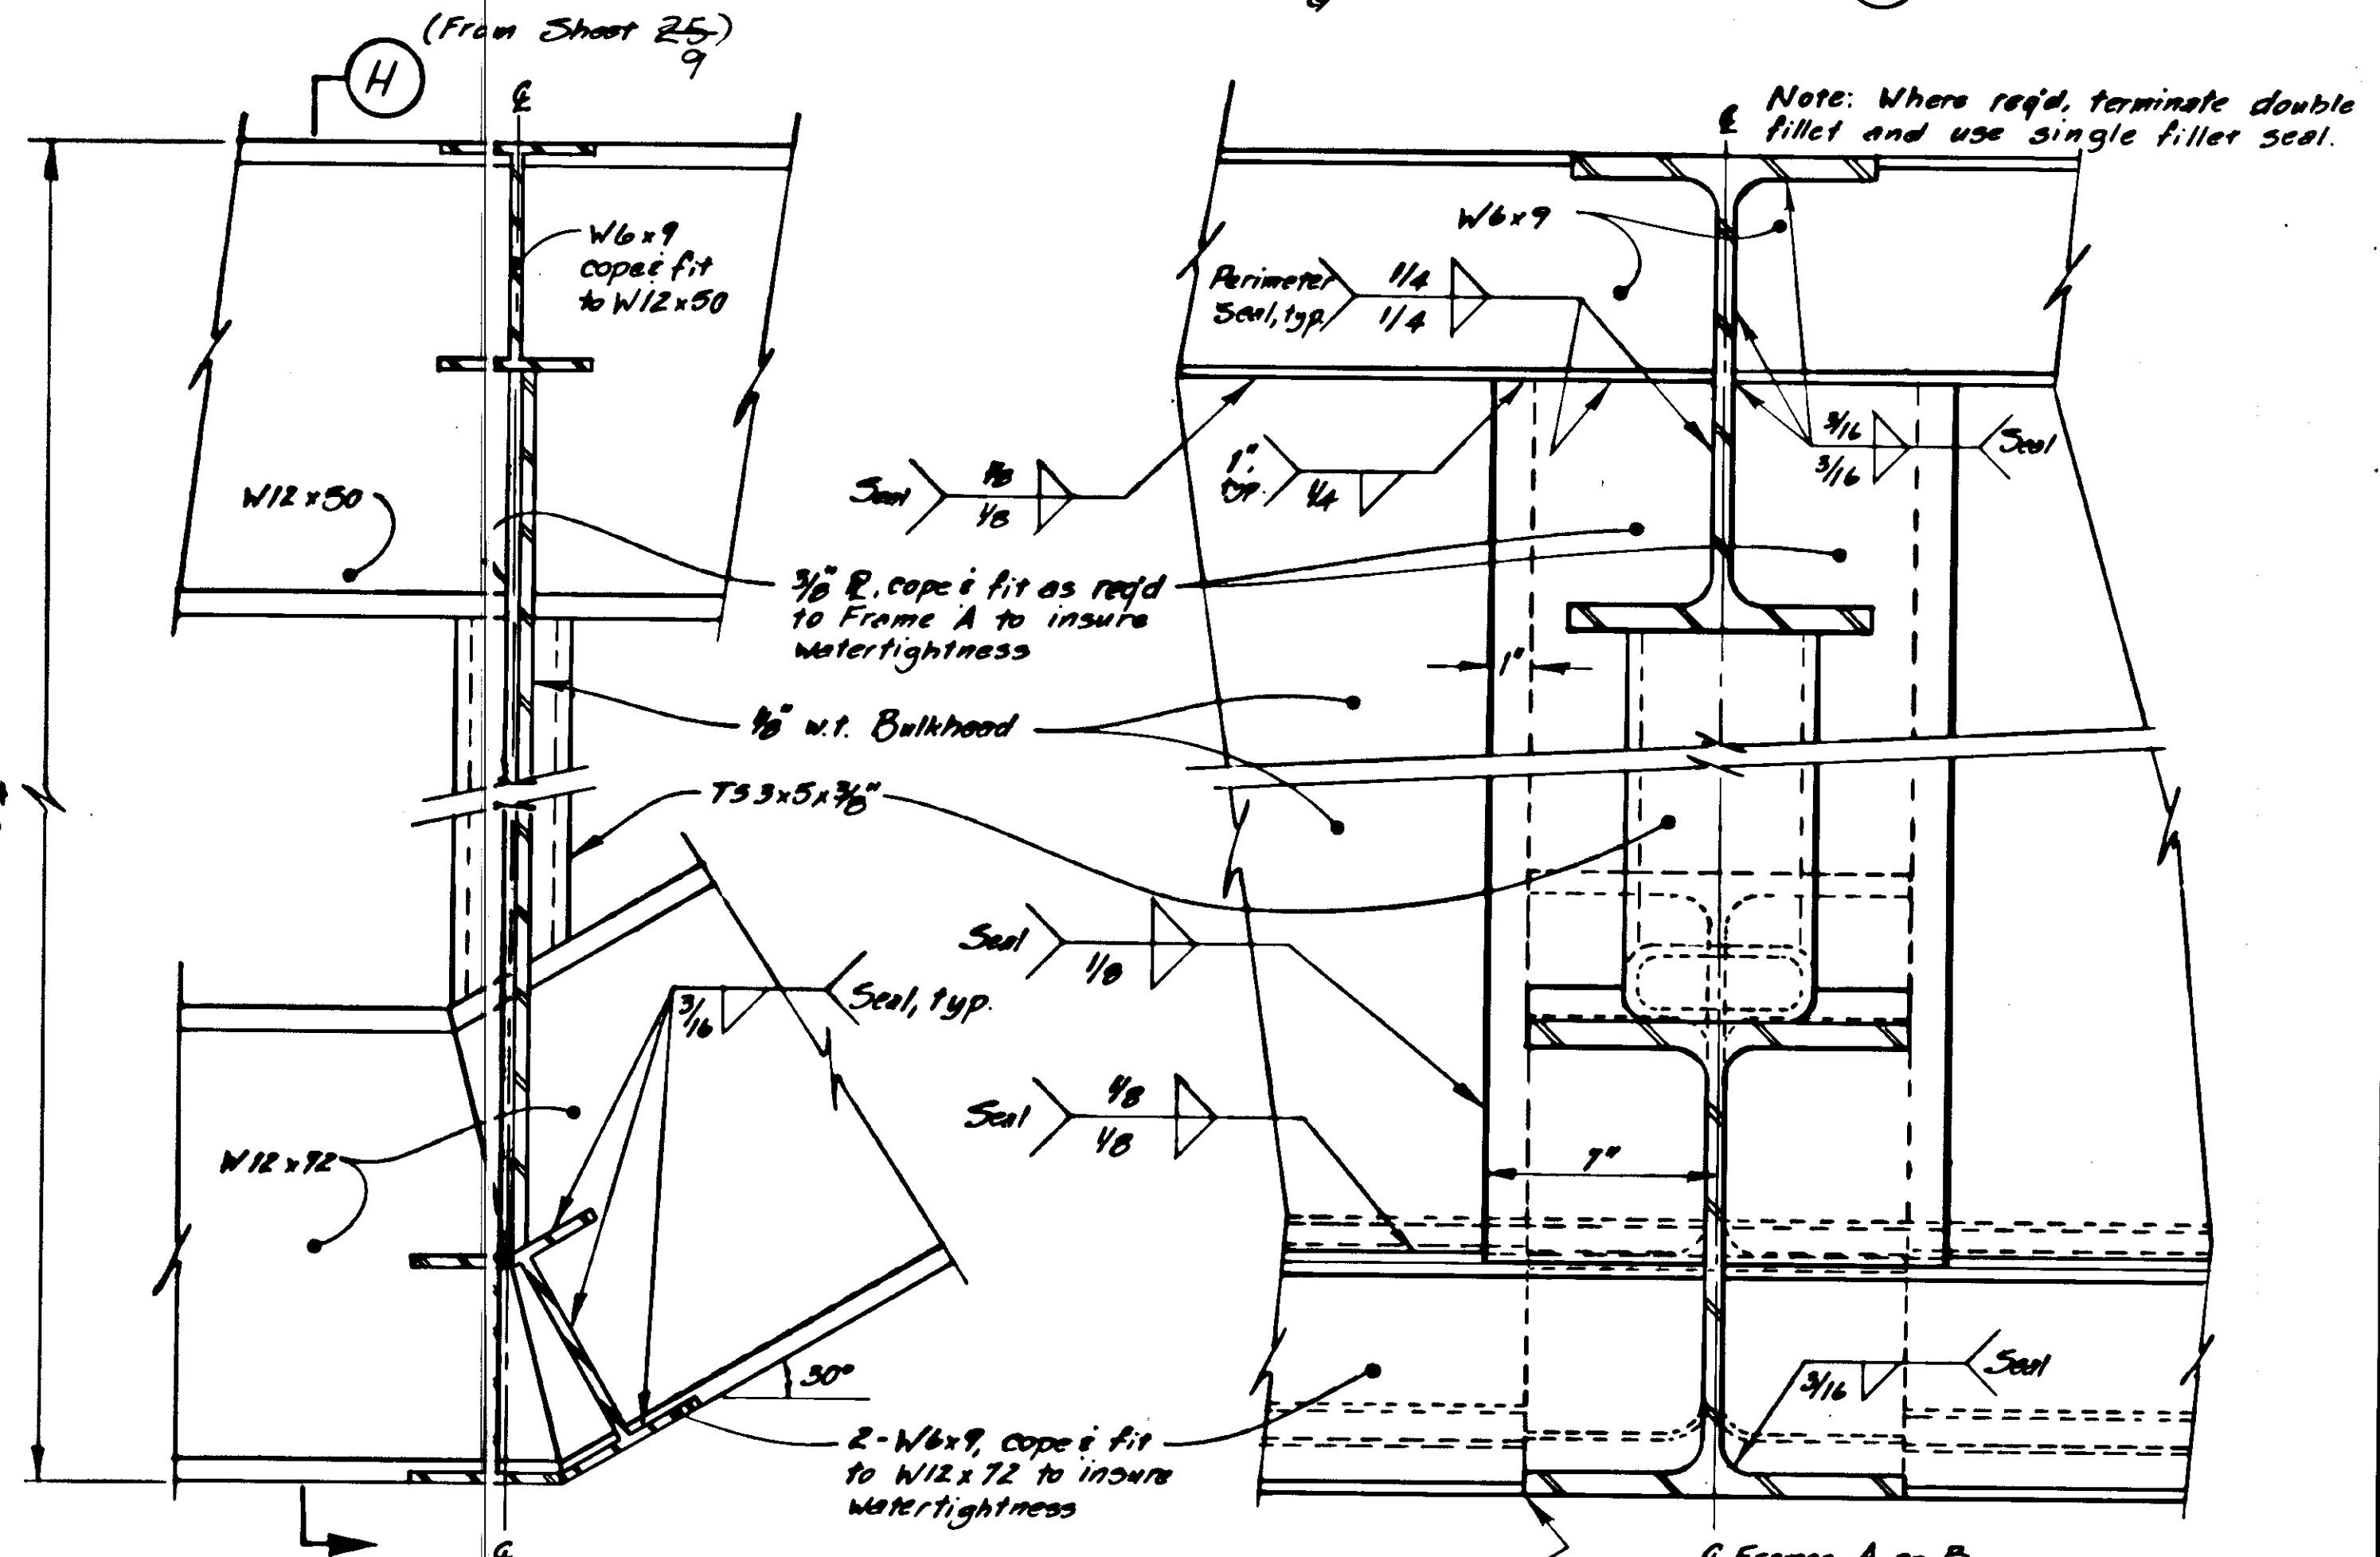 (From Sheet 25/9)
H
℄
W6x9
cope & fit
to W12x50
W12x50
3/8" ℄. cope & fit as req'd
to Frame A to insure
watertightness
1/8" w.t. Bulkhead
TS 3x5x3/8"
3/16
Seal, typ.
W12x72
30°
2-W6x9, cope & fit
to W12x72 to insure
watertightness
℄
Note: Where req'd, terminate double
fillet and use single fillet seal.
℄
W6x9
Perimeter
Seal, typ.
1/4
1/4
Seal
1/8
1/8
1"
typ.
1/4
3/16
3/16
Seal
1"
Seal
1/8
Seal
1/8
1/8
7"
3/16
Seal
℄ Frames A or B